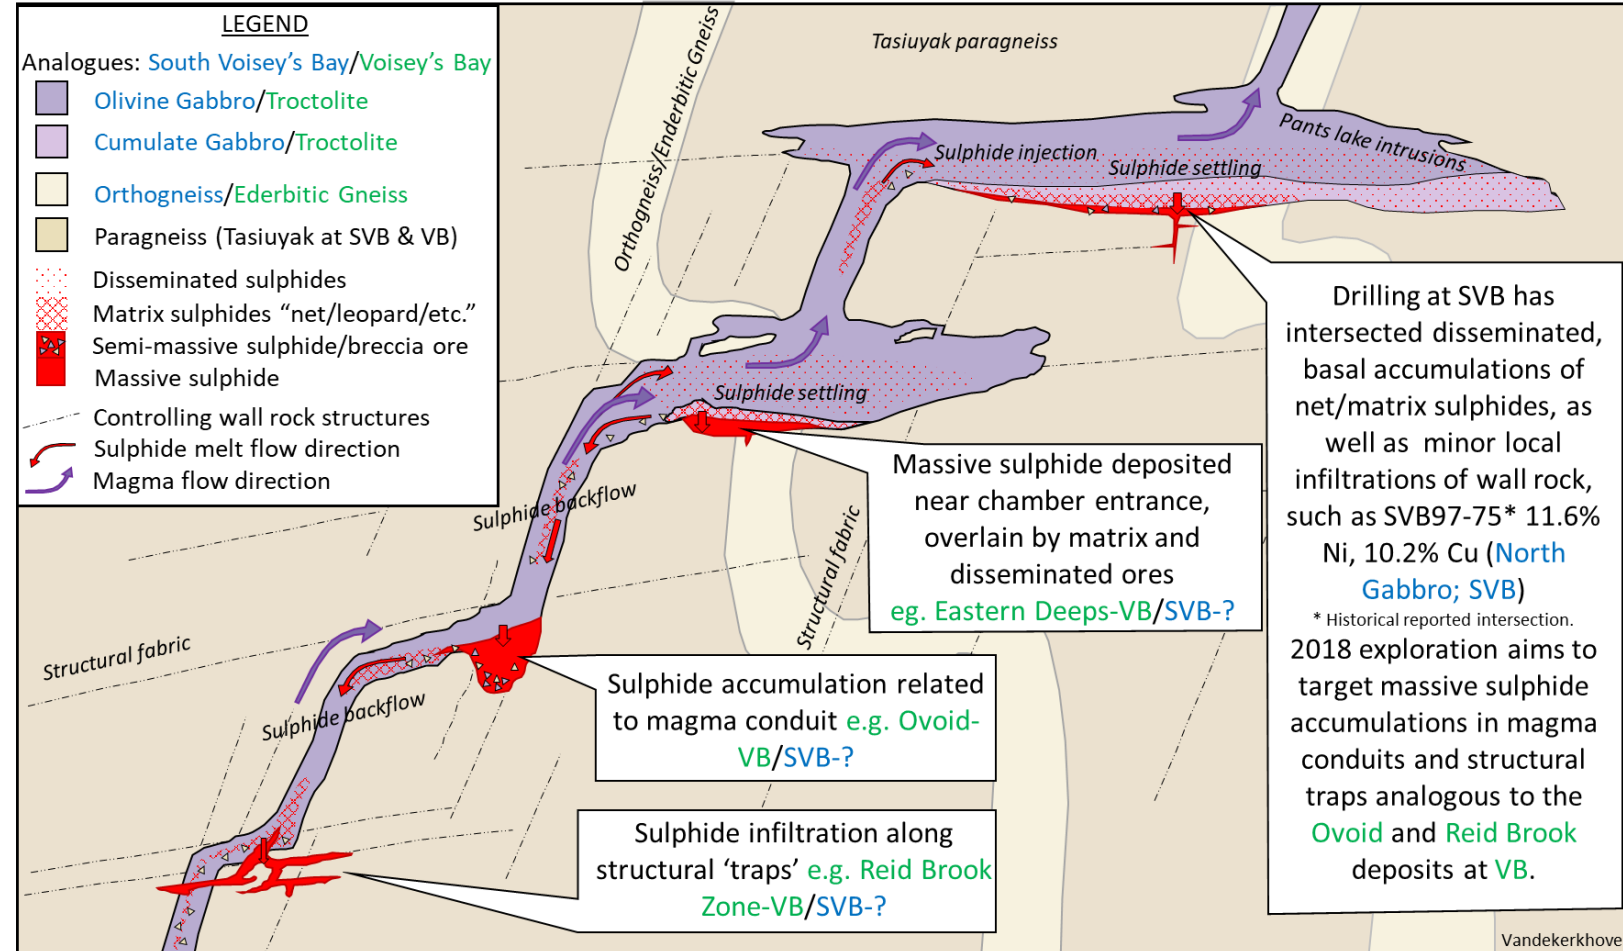 LEGEND
Analogues: South Voisey's Bay/Voisey's Bay
Olivine Gabbro/Troctolite
Cumulate Gabbro/Troctolite
Orthogneiss/Ederbitic Gneiss
Paragneiss (Tasiuyak at SVB & VB)
Disseminated sulphides
Matrix sulphides “net/leopard/etc.”
Semi-massive sulphide/breccia ore
Massive sulphide
Controlling wall rock structures
Sulphide melt flow direction
Magma flow direction
Orthogneiss/Enderbitic Gneiss
Tasiuyak paragneiss
Pants lake intrusions
Sulphide injection
Sulphide settling
Sulphide settling
Sulphide backflow
Structural fabric
Structural fabric
Sulphide backflow
Massive sulphide deposited
near chamber entrance,
overlain by matrix and
disseminated ores
eg. Eastern Deeps-VB/SVB-?
Sulphide accumulation related
to magma conduit e.g. Ovoid-
VB/SVB-?
Sulphide infiltration along
structural ‘traps’ e.g. Reid Brook
Zone-VB/SVB-?
Drilling at SVB has
intersected disseminated,
basal accumulations of
net/matrix sulphides, as
well as minor local
infiltrations of wall rock,
such as SVB97-75* 11.6%
Ni, 10.2% Cu (North
Gabbro; SVB)
* Historical reported intersection.
2018 exploration aims to
target massive sulphide
accumulations in magma
conduits and structural
traps analogous to the
Ovoid and Reid Brook
deposits at VB.
Vandekerkhove